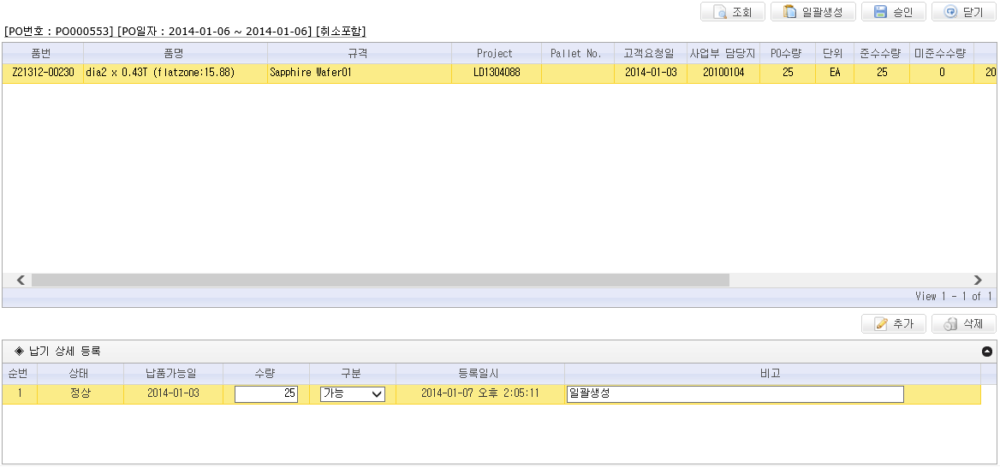 조회 일괄생성 승인 닫기
[PO번호 : PO000553] [PO일자 : 2014-01-06 ~ 2014-01-06] [취소포함]
품번 품명 규격 Project Pallet No. 고객요청일 사업부 담당지 PO수량 단위 준수수량 미준수수량
Z21312-00230 dia2 x 0.43T (flatzone:15.88) Sapphire Wafer01 LD1304088 2014-01-03 20100104 25 EA 25 0 20
View 1 - 1 of 1
추가 삭제
◈ 납기 상세 등록
순번 상태 납품가능일 수량 구분 등록일시 비고
1 정상 2014-01-03 25 가능 2014-01-07 오후 2:05:11 일괄생성